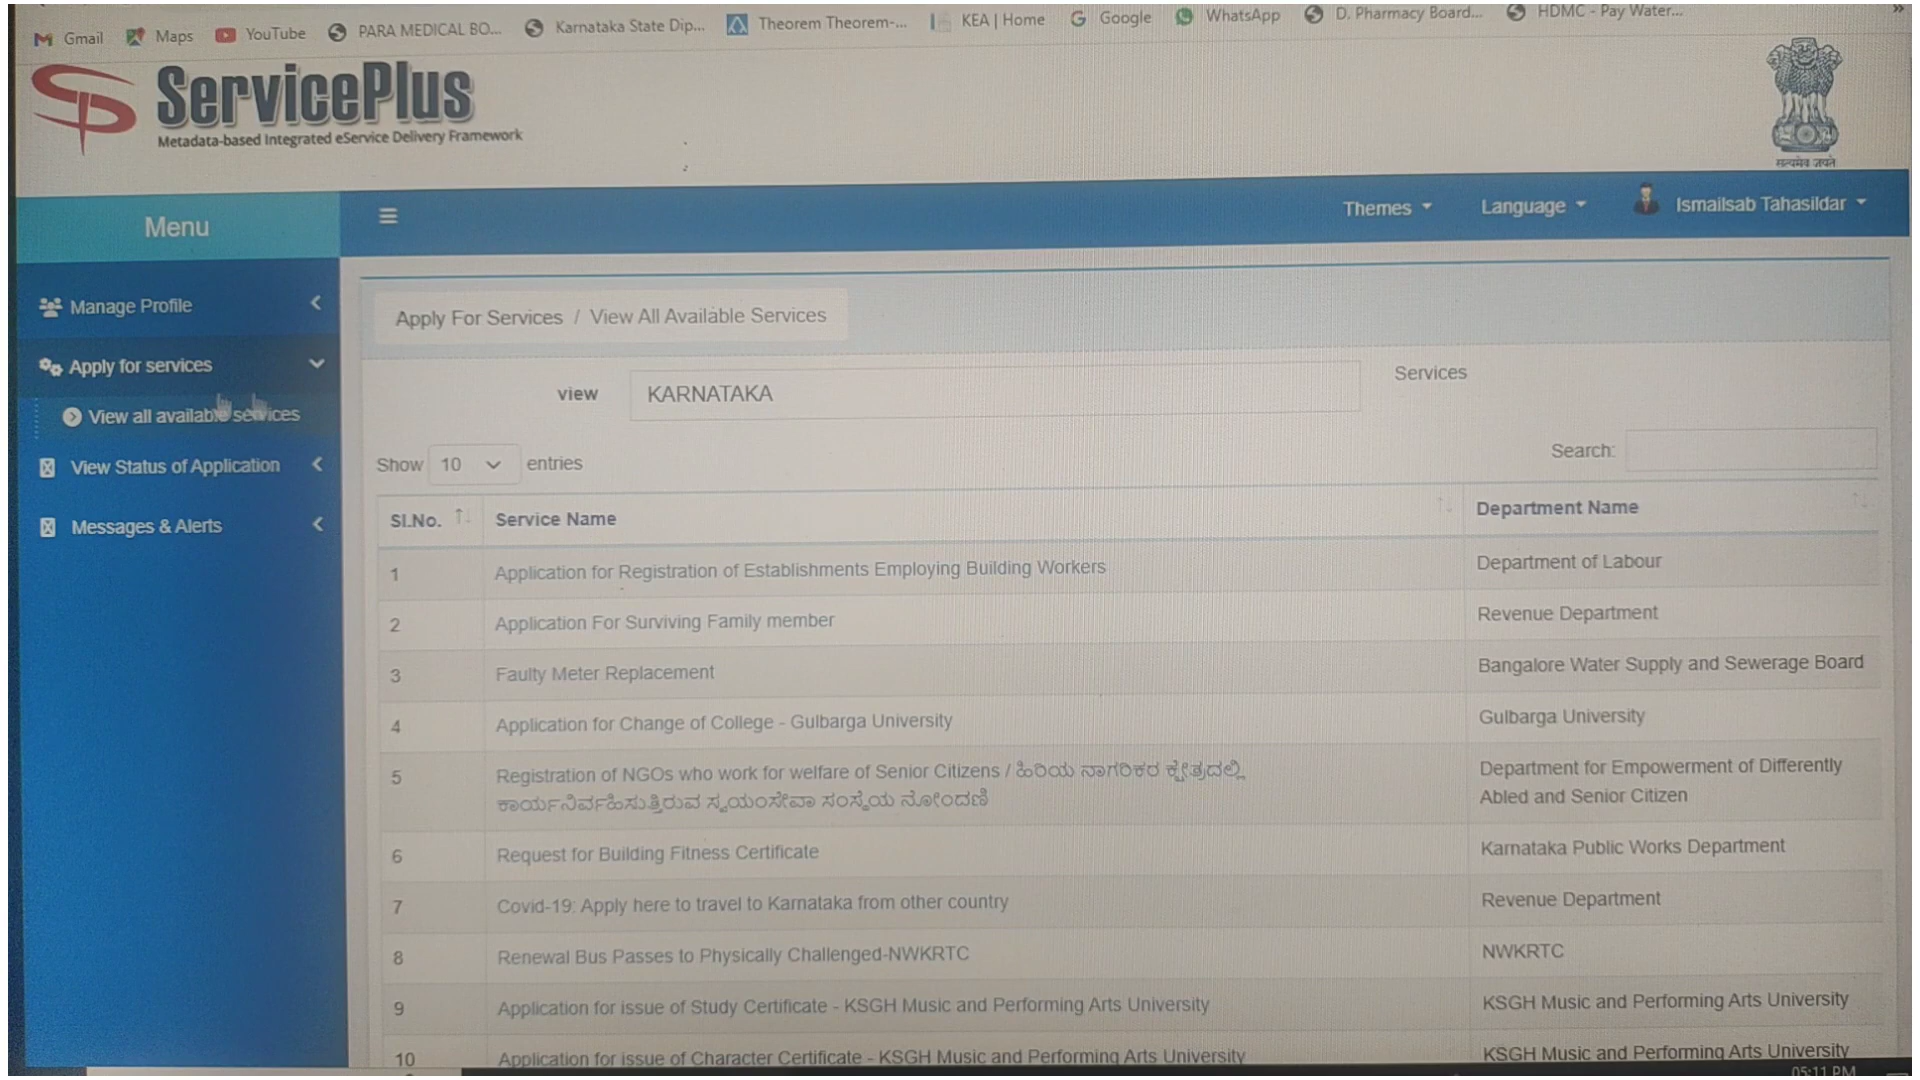 Gmail Maps YouTube PARA MEDICAL BO... Karnataka State Dip... Theorem Theorem-... KEA | Home Google WhatsApp D. Pharmacy Board... HDMC - Pay Water... »
ServicePlus
Metadata-based Integrated eService Delivery Framework
सत्यमेव जयते
Menu
Themes Language Ismailsab Tahasildar
Manage Profile
Apply for services
View all available services
View Status of Application
Messages & Alerts
Apply For Services / View All Available Services
view KARNATAKA Services
Show 10 entries Search:
Sl.No. Service Name Department Name
1 Application for Registration of Establishments Employing Building Workers Department of Labour
2 Application For Surviving Family member Revenue Department
3 Faulty Meter Replacement Bangalore Water Supply and Sewerage Board
4 Application for Change of College - Gulbarga University Gulbarga University
5 Registration of NGOs who work for welfare of Senior Citizens / ಹಿರಿಯ ನಾಗರಿಕರ ಕ್ಷೇತ್ರದಲ್ಲಿ Department for Empowerment of Differently
ಕಾರ್ಯನಿರ್ವಹಿಸುತ್ತಿರುವ ಸ್ವಯಂಸೇವಾ ಸಂಸ್ಥೆಯ ನೋಂದಣಿ Abled and Senior Citizen
6 Request for Building Fitness Certificate Karnataka Public Works Department
7 Covid-19: Apply here to travel to Karnataka from other country Revenue Department
8 Renewal Bus Passes to Physically Challenged-NWKRTC NWKRTC
9 Application for issue of Study Certificate - KSGH Music and Performing Arts University KSGH Music and Performing Arts University
10 Application for issue of Character Certificate - KSGH Music and Performing Arts University KSGH Music and Performing Arts University
05:11 PM